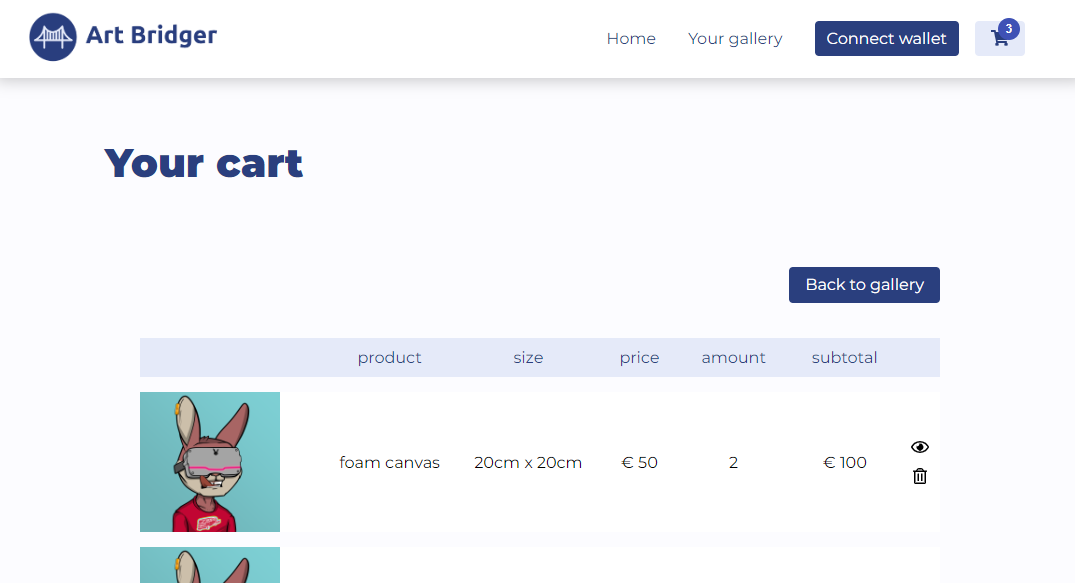 Art Bridger
Home
Your gallery
Connect wallet
3
Your cart
Back to gallery
product size price amount subtotal
foam canvas 20cm x 20cm € 50 2 € 100